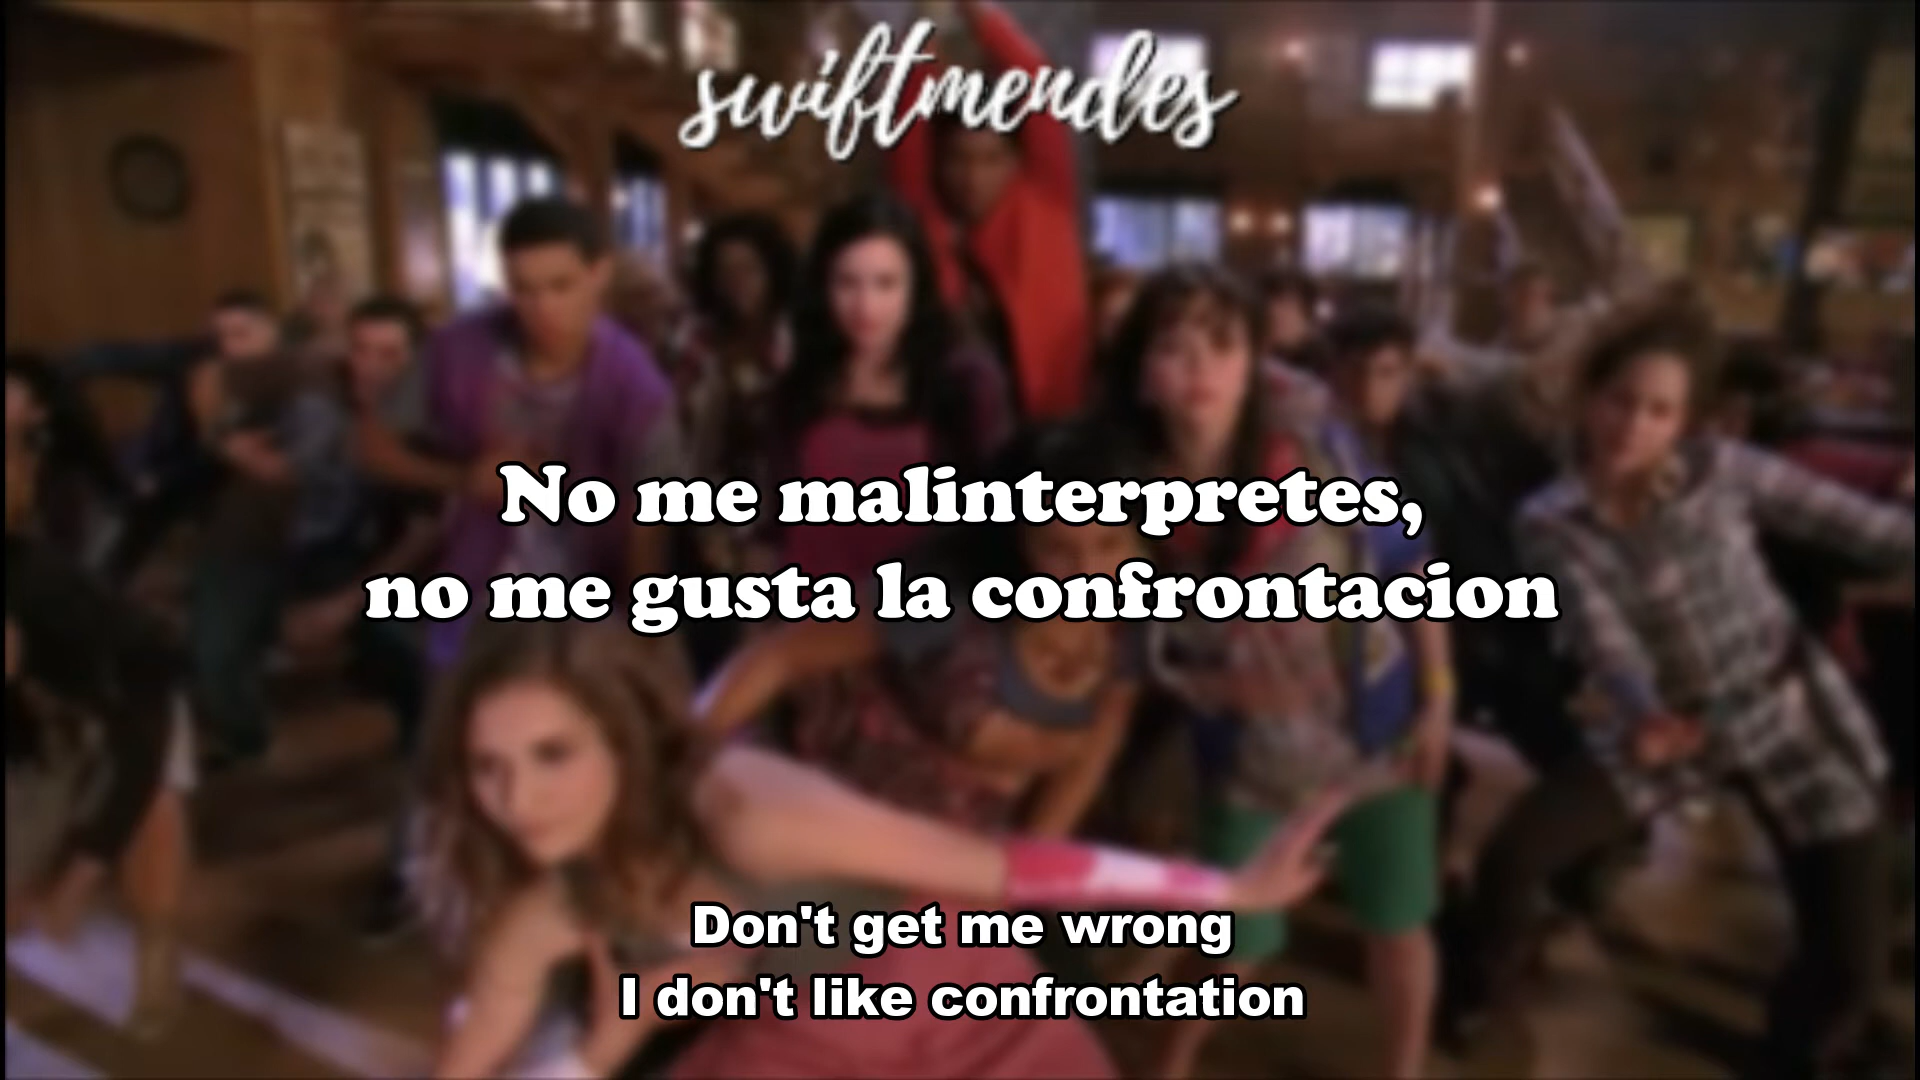 swiftmendes
No me malinterpretes,
no me gusta la confrontacion
Don't get me wrong
I don't like confrontation